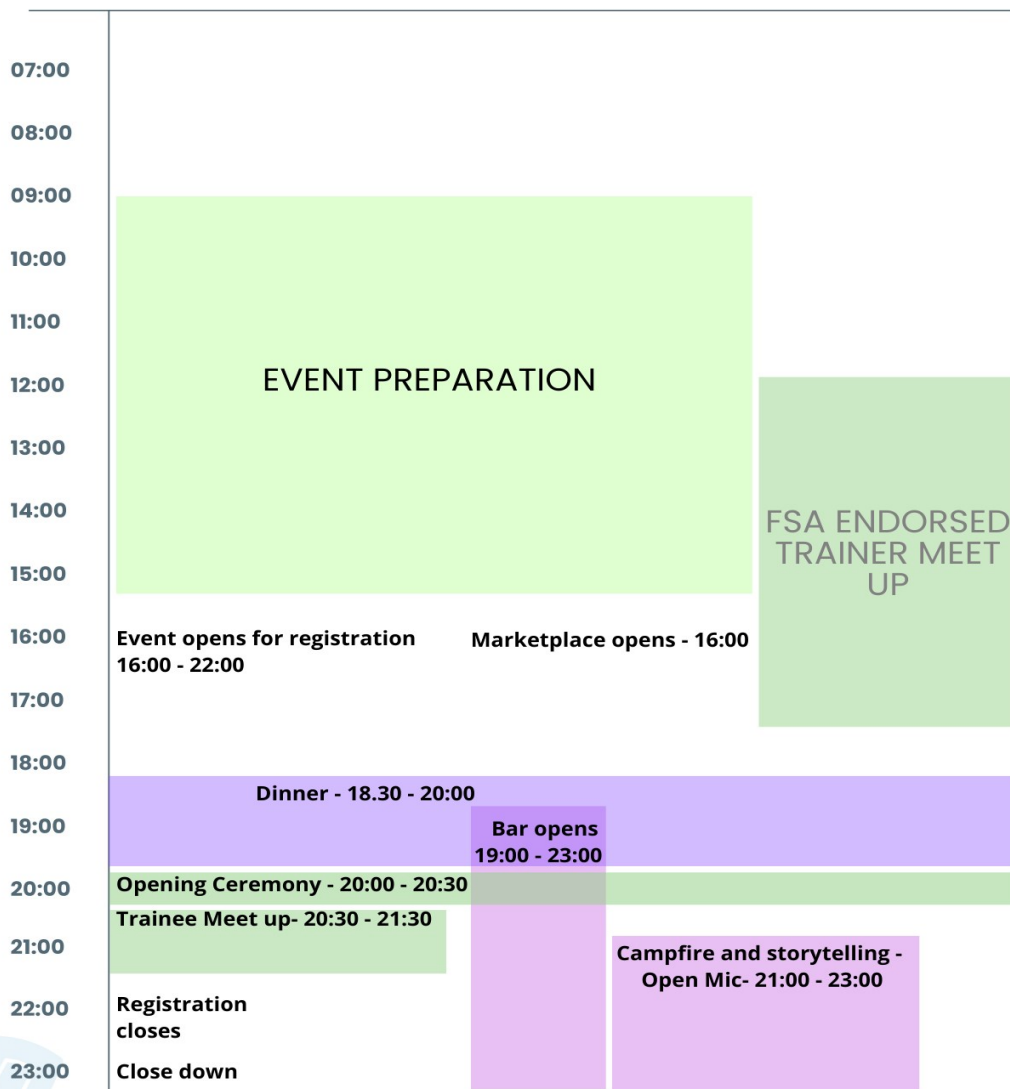 07:00
08:00
09:00
10:00
11:00
12:00
EVENT PREPARATION
13:00
14:00
FSA ENDORSED
TRAINER MEET
UP
15:00
16:00
Event opens for registration
16:00 - 22:00
Marketplace opens - 16:00
17:00
18:00
Dinner - 18.30 - 20:00
19:00
Bar opens
19:00 - 23:00
20:00
Opening Ceremony - 20:00 - 20:30
Trainee Meet up- 20:30 - 21:30
21:00
Campfire and storytelling -
Open Mic- 21:00 - 23:00
22:00
Registration
closes
23:00
Close down